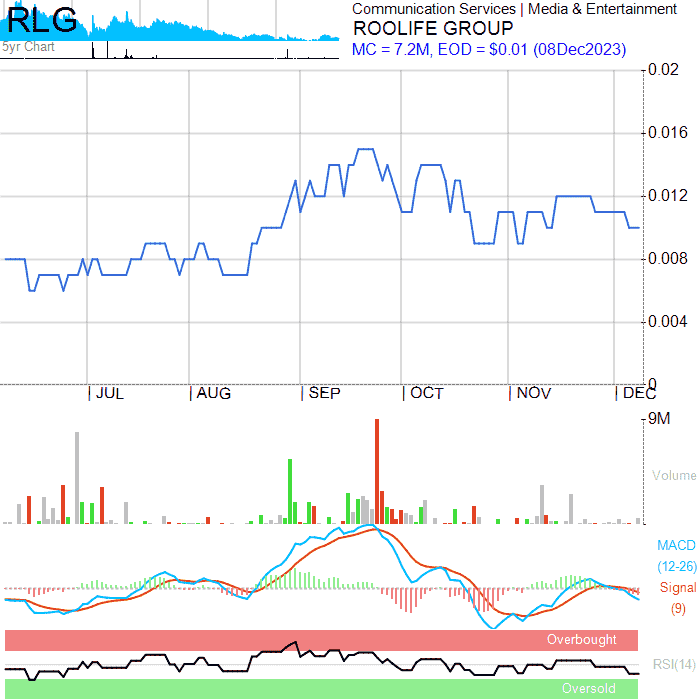 RLG
5yr Chart
Communication Services | Media & Entertainment
ROOLIFE GROUP
MC = 7.2M, EOD = $0.01 (08Dec2023)
0.02
0.016
0.012
0.008
0.004
0
JUL
AUG
SEP
OCT
NOV
DEC
9M
Volume
MACD
(12-26)
Signal
(9)
Overbought
RSI(14)
Oversold